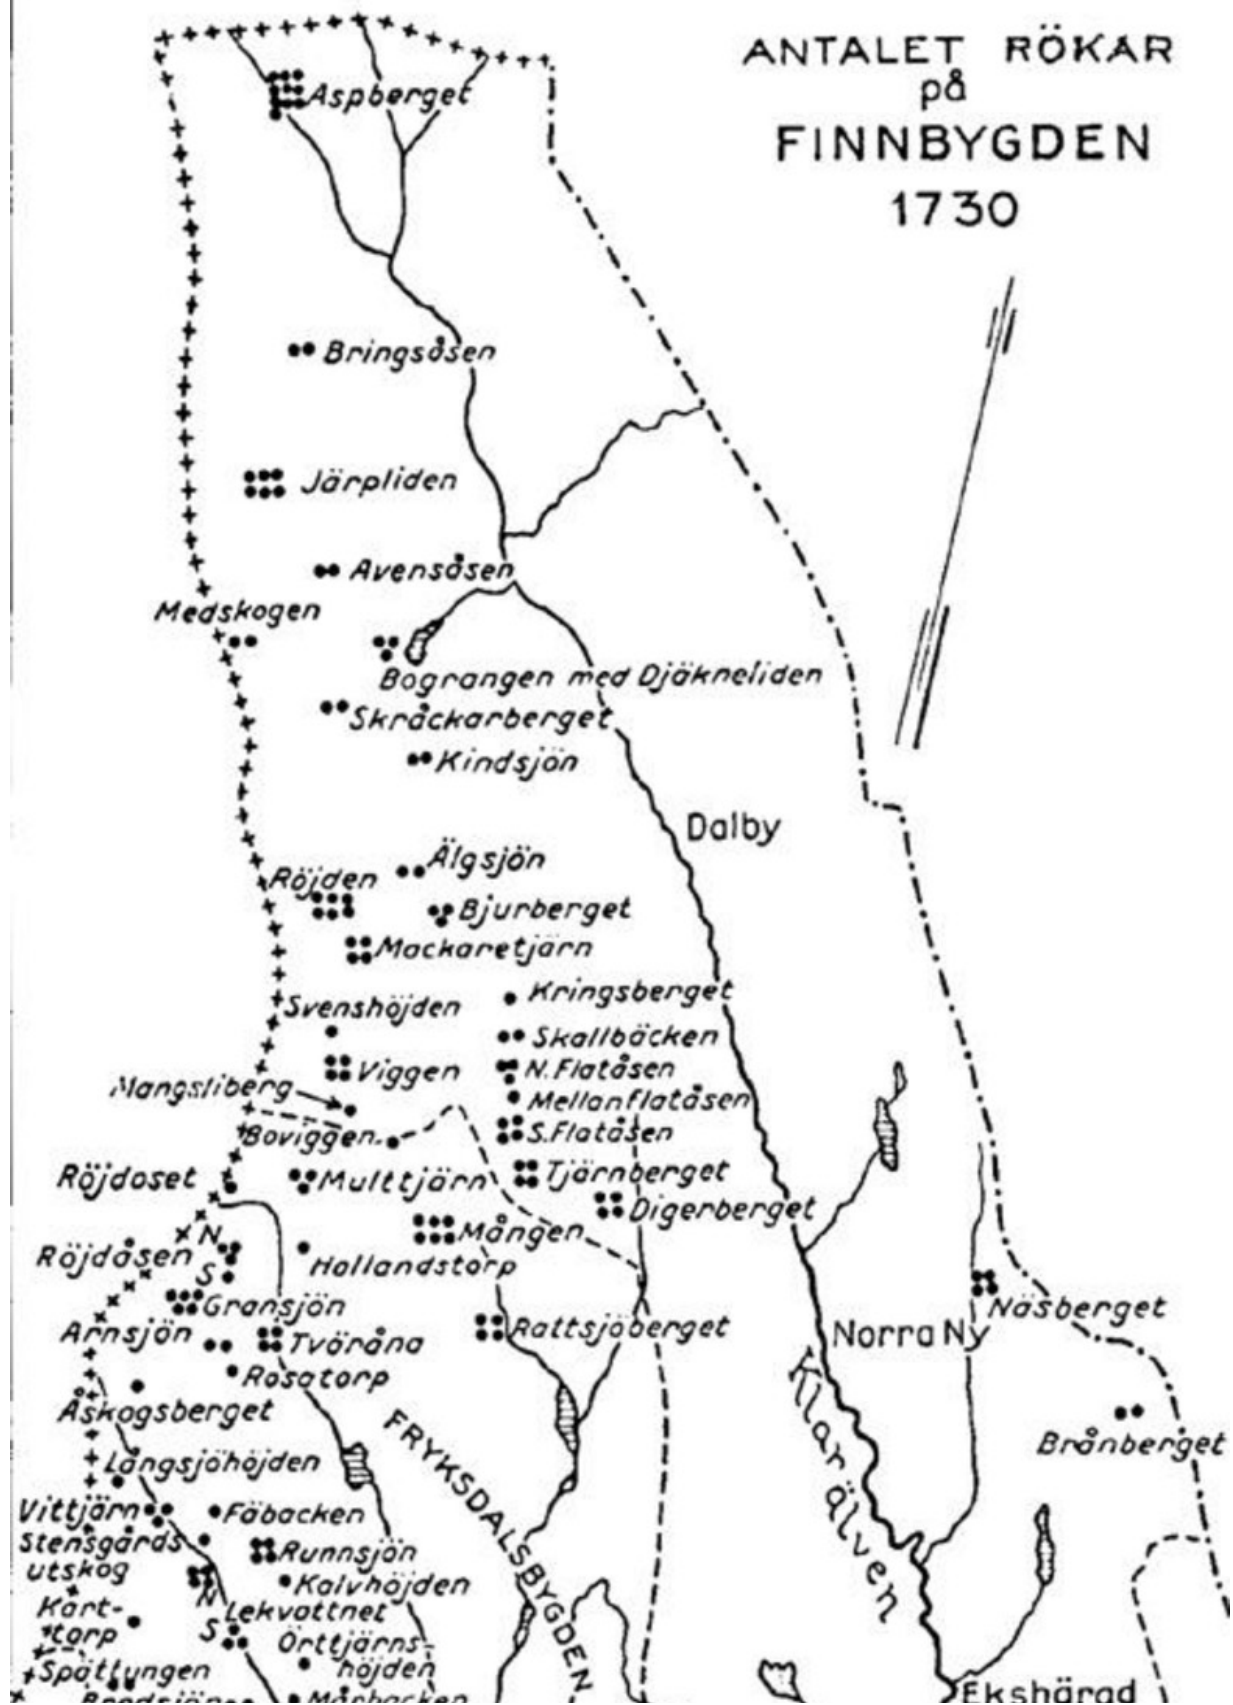 ANTALET RÖKAR
på
FINNBYGDEN
1730
Aspberget
Bringsåsen
Järpliden
Avensåsen
Medskogen
Bograngen med Djäkneliden
Skråckarberget
Kindsjön
Dalby
Älgsjön
Röjden
Bjurberget
Mackaretjärn
Kringsberget
Svenshöjden
Skallbäcken
N. Flatåsen
Viggen
Mangsliberg
Mellanflatåsen
Boviggen
S. Flatåsen
Röjdoset
Multtjärn
Tjärnberget
Digerberget
N
Mången
Röjdåsen
Hollandstorp
S
Gransjön
Näsberget
Arnsjön
Tvöråna
Rattsjöberget
Norra Ny
Rosatorp
Åskogsberget
Klarälven
FRYKSDALSBYGDEN
Brånberget
Långsjöhöjden
Vittjärn
Fäbacken
Stensgårds
utskog
Runnsjön
Kalvhöjden
N
Lekvattnet
Kart-
torp
S
Örttjärns-
höjden
Spättungen
Mårbacken
Ekshärad